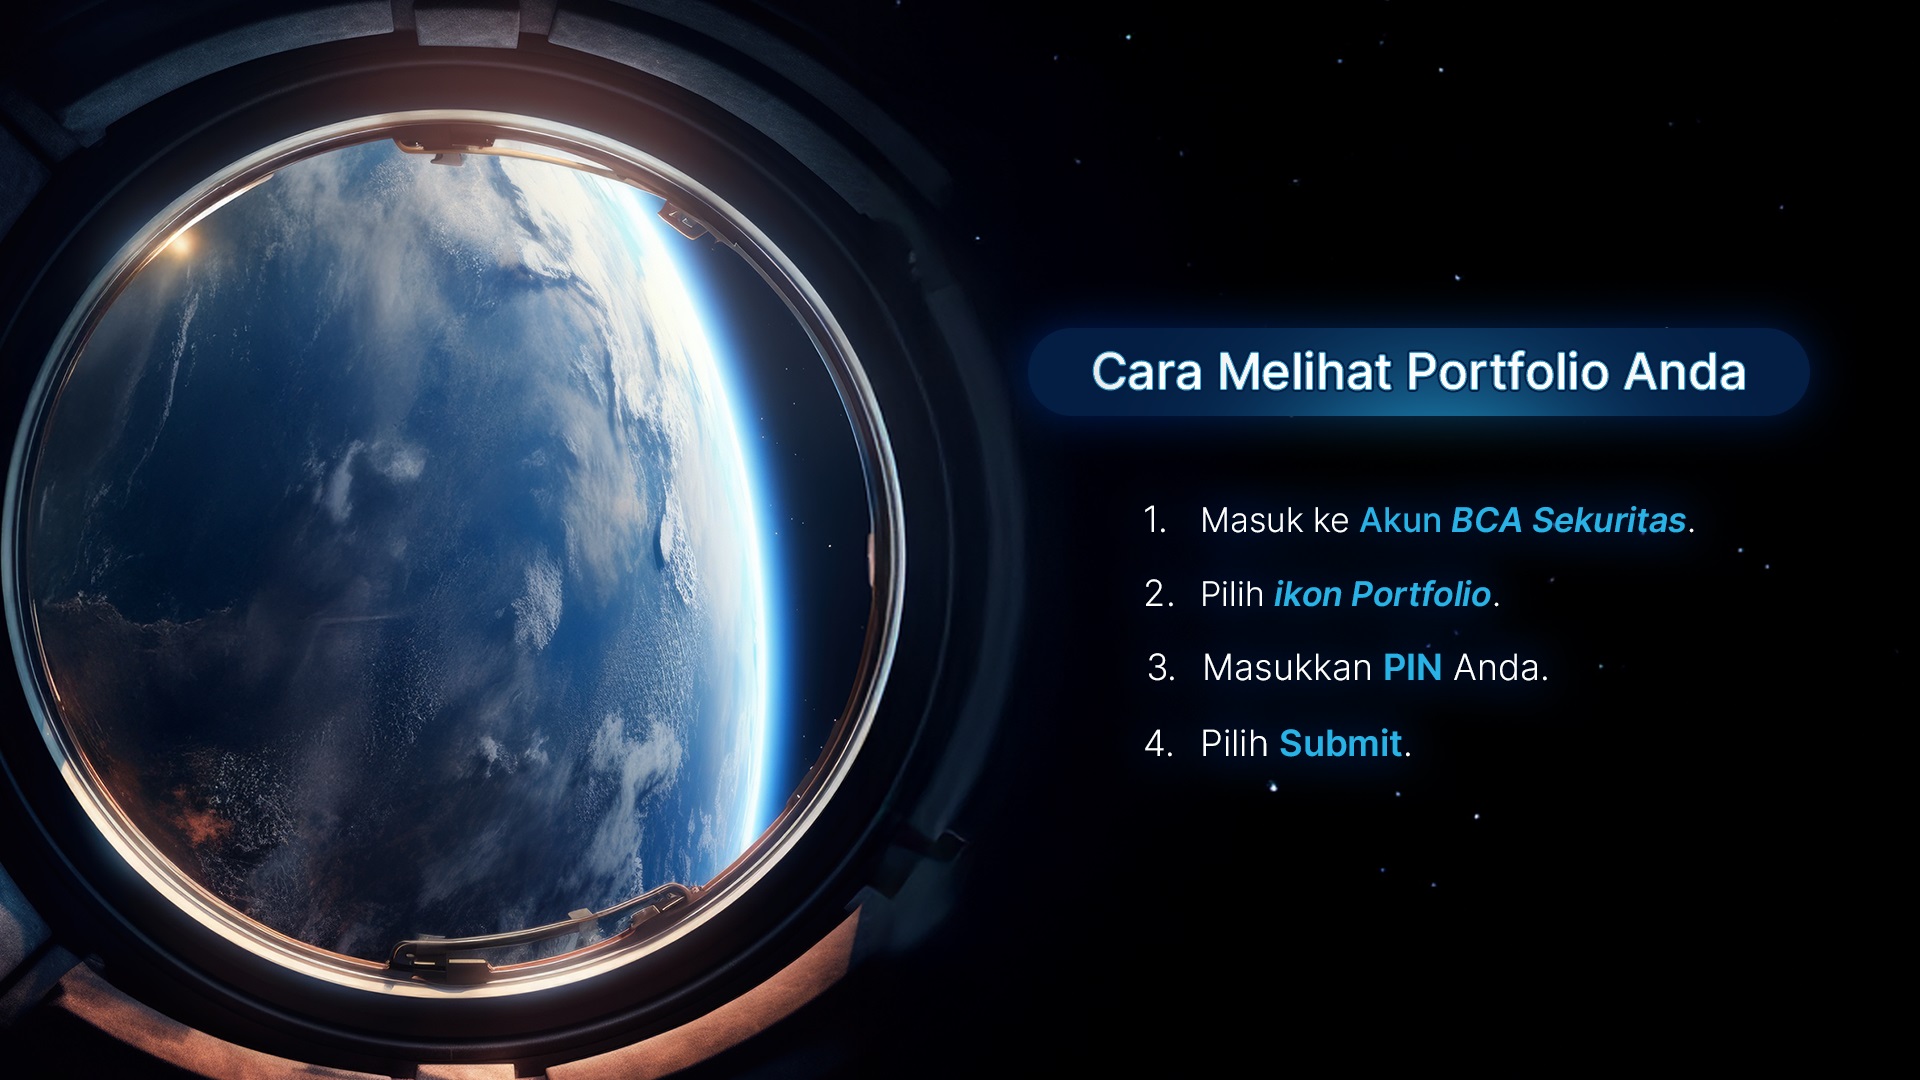 Cara Melihat Portfolio Anda
1. Masuk ke Akun BCA Sekuritas.
2. Pilih ikon Portfolio.
3. Masukkan PIN Anda.
4. Pilih Submit.